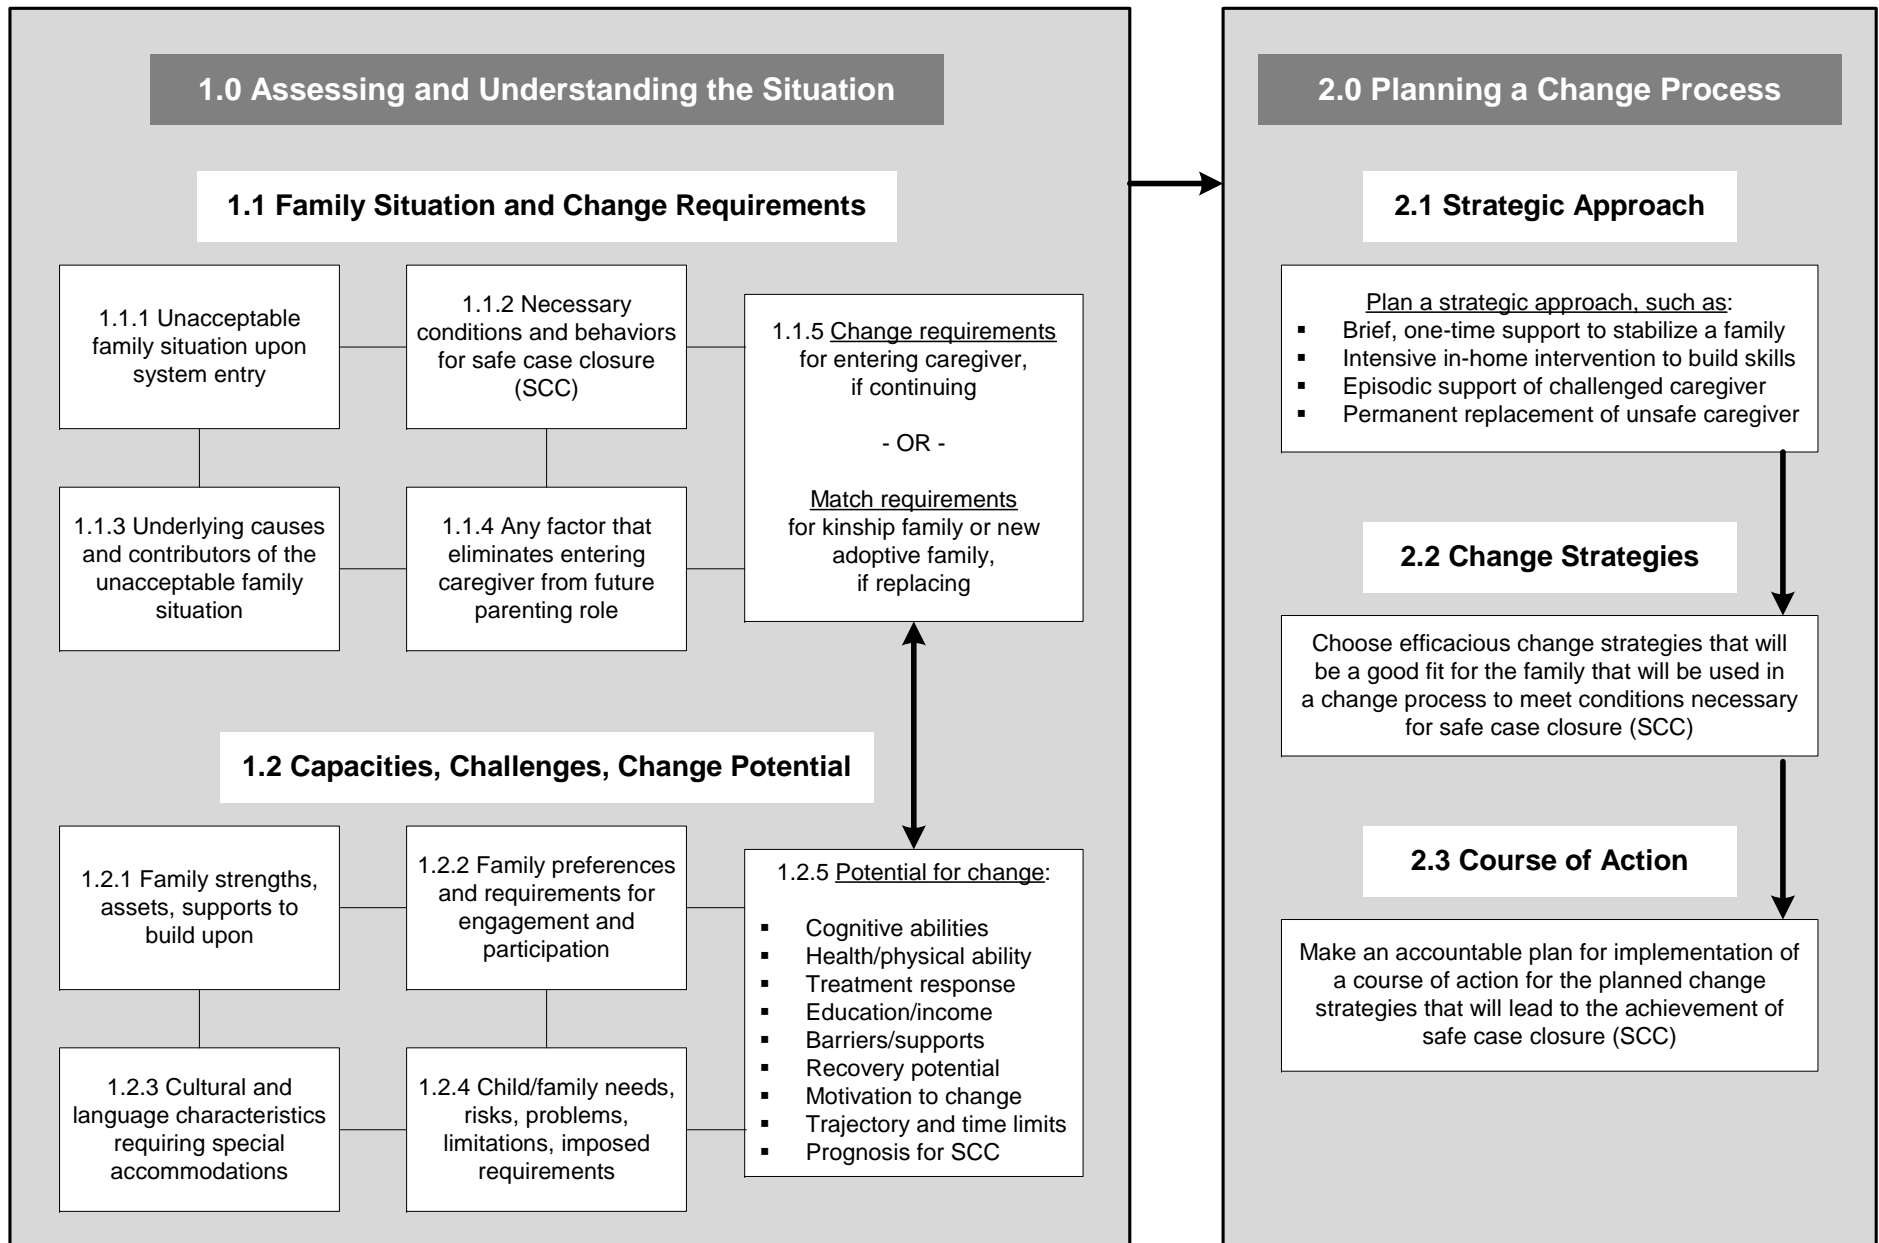 1.0 Assessing and Understanding the Situation
1.1 Family Situation and Change Requirements
1.1.1 Unacceptable
family situation upon
system entry
1.1.2 Necessary
conditions and behaviors
for safe case closure
(SCC)
1.1.3 Underlying causes
and contributors of the
unacceptable family
situation
1.1.4 Any factor that
eliminates entering
caregiver from future
parenting role
1.1.5 Change requirements
for entering caregiver,
if continuing
- OR -
Match requirements
for kinship family or new
adoptive family,
if replacing
1.2 Capacities, Challenges, Change Potential
1.2.1 Family strengths,
assets, supports to
build upon
1.2.2 Family preferences
and requirements for
engagement and
participation
1.2.3 Cultural and
language characteristics
requiring special
accommodations
1.2.4 Child/family needs,
risks, problems,
limitations, imposed
requirements
1.2.5 Potential for change:
▪ Cognitive abilities
▪ Health/physical ability
▪ Treatment response
▪ Education/income
▪ Barriers/supports
▪ Recovery potential
▪ Motivation to change
▪ Trajectory and time limits
▪ Prognosis for SCC
2.0 Planning a Change Process
2.1 Strategic Approach
Plan a strategic approach, such as:
▪ Brief, one-time support to stabilize a family
▪ Intensive in-home intervention to build skills
▪ Episodic support of challenged caregiver
▪ Permanent replacement of unsafe caregiver
2.2 Change Strategies
Choose efficacious change strategies that will
be a good fit for the family that will be used in
a change process to meet conditions necessary
for safe case closure (SCC)
2.3 Course of Action
Make an accountable plan for implementation of
a course of action for the planned change
strategies that will lead to the achievement of
safe case closure (SCC)